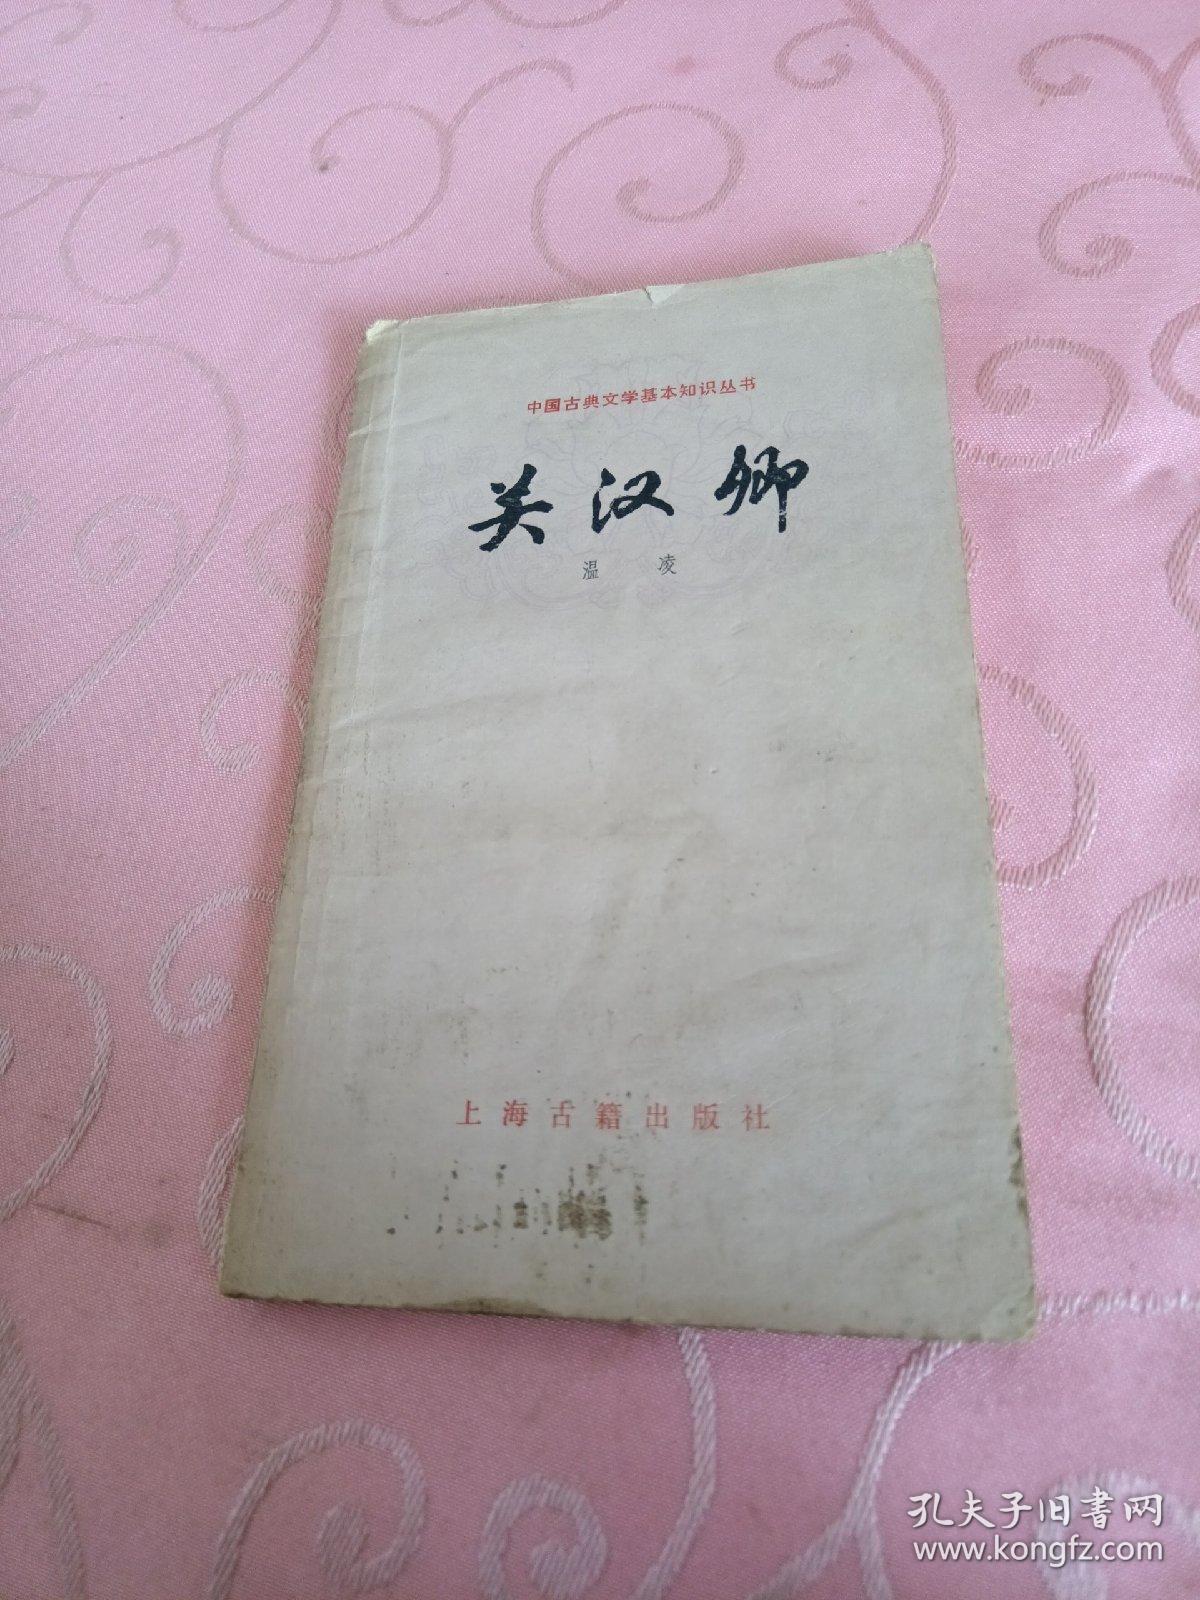 中国古典文学基本知识丛书
关汉卿
温凌
上海古籍出版社
孔夫子旧书网
www.kongfz.com